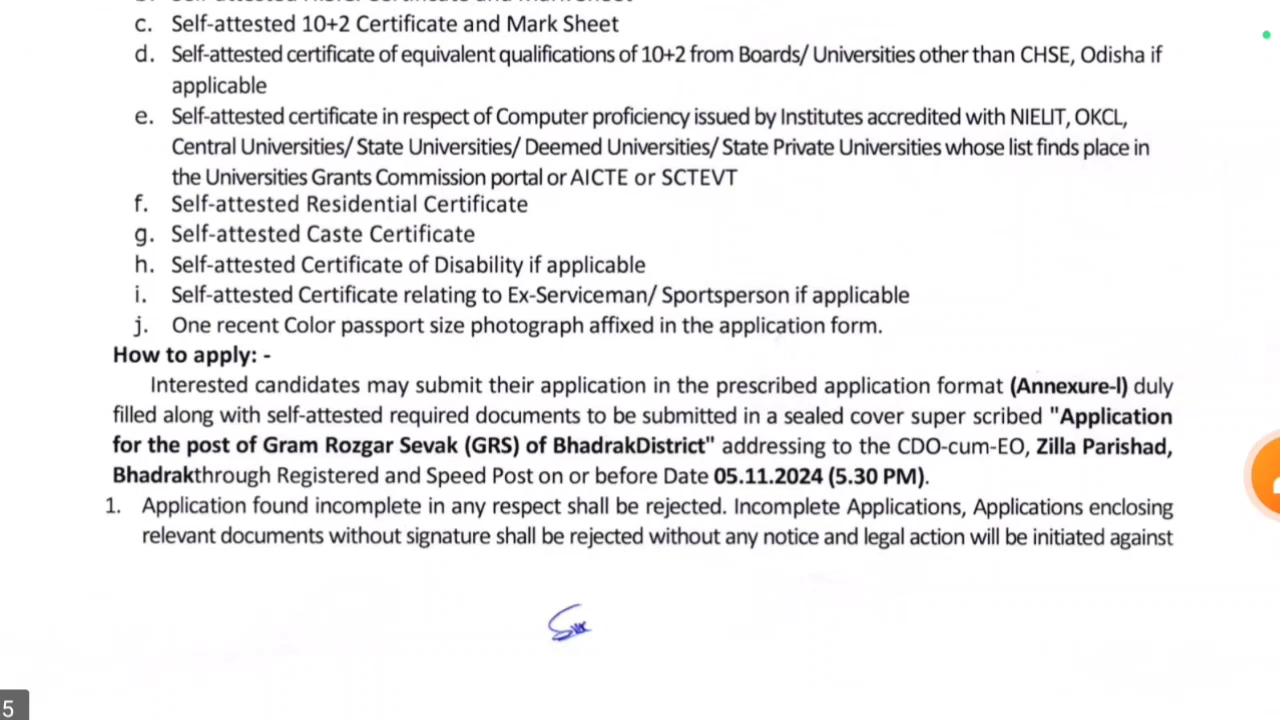 c. Self-attested 10+2 Certificate and Mark Sheet
d. Self-attested certificate of equivalent qualifications of 10+2 from Boards/ Universities other than CHSE, Odisha if
applicable
e. Self-attested certificate in respect of Computer proficiency issued by Institutes accredited with NIELIT, OKCL,
Central Universities/ State Universities/ Deemed Universities/ State Private Universities whose list finds place in
the Universities Grants Commission portal or AICTE or SCTEVT
f. Self-attested Residential Certificate
g. Self-attested Caste Certificate
h. Self-attested Certificate of Disability if applicable
i. Self-attested Certificate relating to Ex-Serviceman/ Sportsperson if applicable
j. One recent Color passport size photograph affixed in the application form.
How to apply: -
Interested candidates may submit their application in the prescribed application format (Annexure-I) duly
filled along with self-attested required documents to be submitted in a sealed cover super scribed "Application
for the post of Gram Rozgar Sevak (GRS) of BhadrakDistrict" addressing to the CDO-cum-EO, Zilla Parishad,
Bhadrakthrough Registered and Speed Post on or before Date 05.11.2024 (5.30 PM).
1. Application found incomplete in any respect shall be rejected. Incomplete Applications, Applications enclosing
relevant documents without signature shall be rejected without any notice and legal action will be initiated against
5